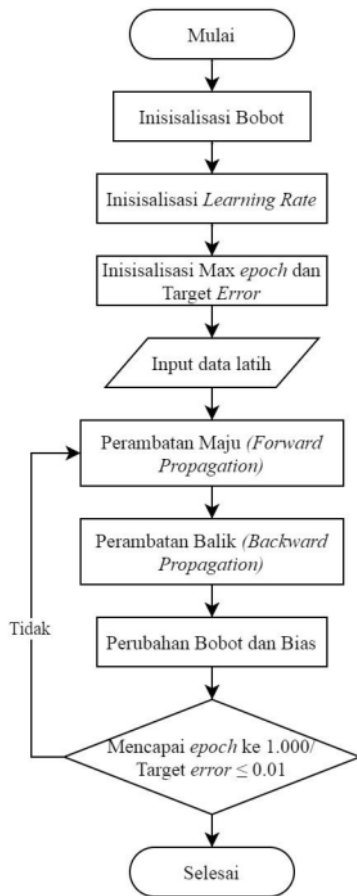 Mulai
Inisisalisasi Bobot
Inisisalisasi Learning Rate
Inisisalisasi Max epoch dan
Target Error
Input data latih
Perambatan Maju (Forward
Propagation)
Perambatan Balik (Backward
Propagation)
Tidak
Perubahan Bobot dan Bias
Mencapai epoch ke 1.000/
Target error ≤ 0.01
Selesai